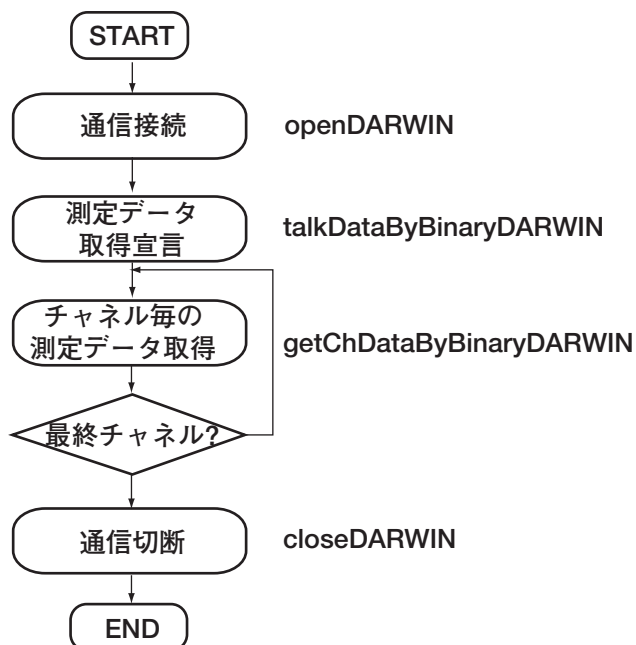 START
通信接続 openDARWIN
測定データ
取得宣言
talkDataByBinaryDARWIN
チャネル毎の
測定データ取得
getChDataByBinaryDARWIN
最終チャネル?
通信切断 closeDARWIN
END